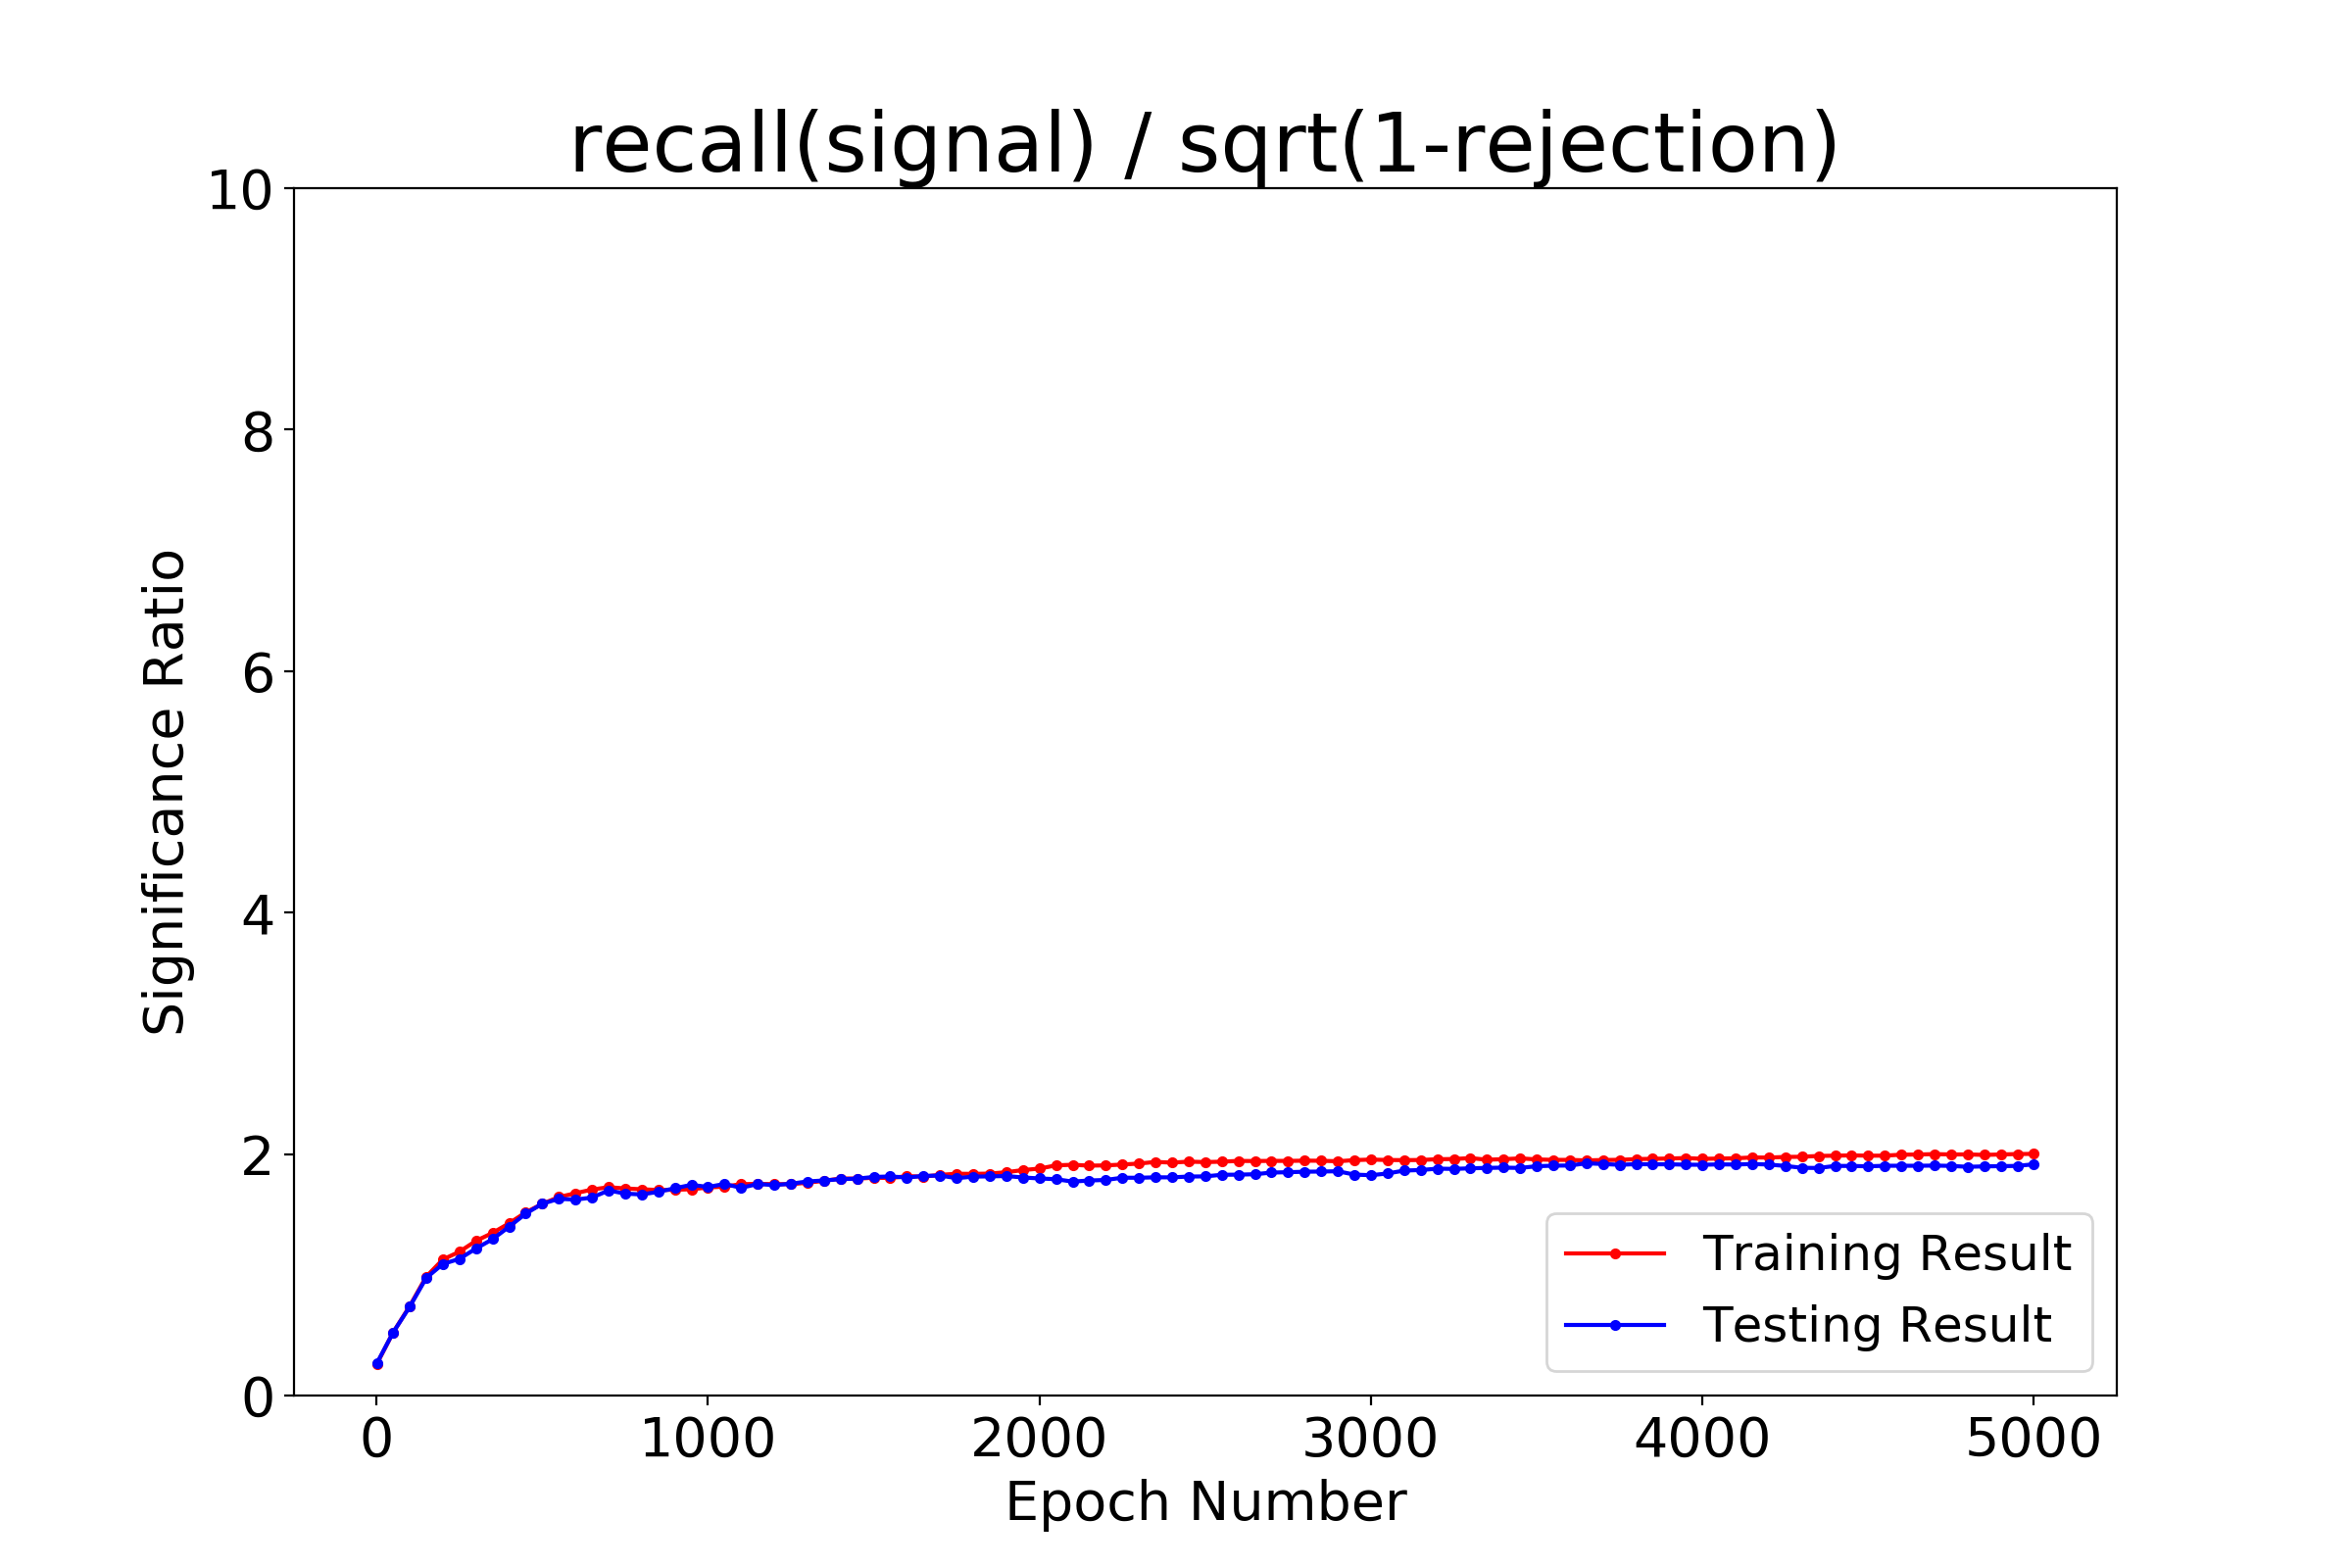 recall(signal) / sqrt(1-rejection)
10
8
6
4
2
0
Significance Ratio
0 1000 2000 3000 4000 5000
Epoch Number
Training Result
Testing Result